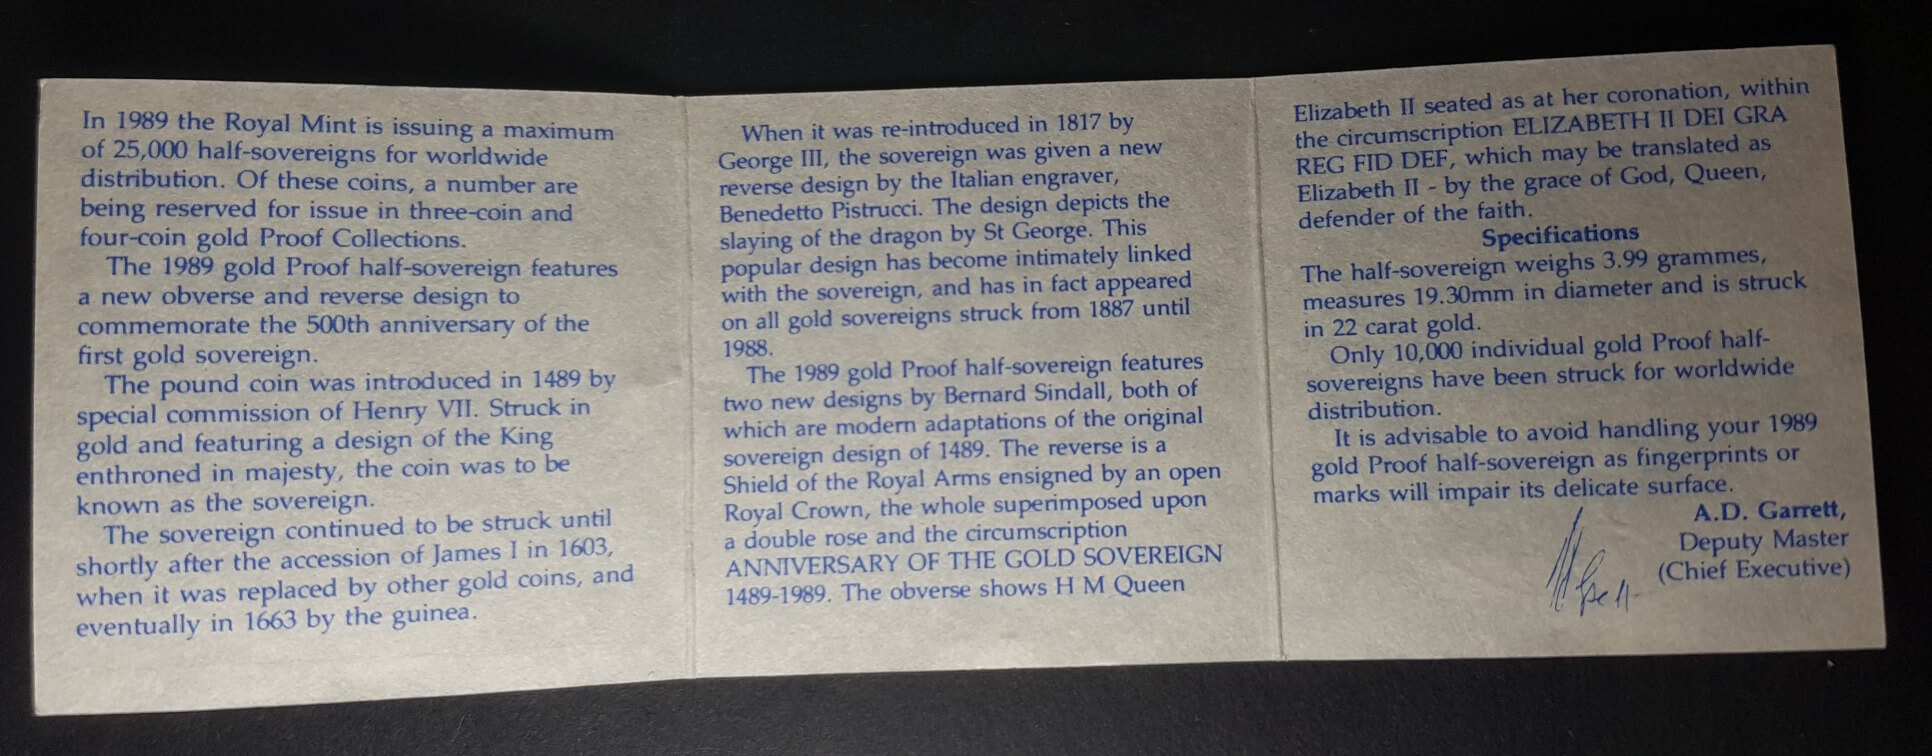 In 1989 the Royal Mint is issuing a maximum
of 25,000 half-sovereigns for worldwide
distribution. Of these coins, a number are
being reserved for issue in three-coin and
four-coin gold Proof Collections.
The 1989 gold Proof half-sovereign features
a new obverse and reverse design to
commemorate the 500th anniversary of the
first gold sovereign.
The pound coin was introduced in 1489 by
special commission of Henry VII. Struck in
gold and featuring a design of the King
enthroned in majesty, the coin was to be
known as the sovereign.
The sovereign continued to be struck until
shortly after the accession of James I in 1603,
when it was replaced by other gold coins, and
eventually in 1663 by the guinea.
When it was re-introduced in 1817 by
George III, the sovereign was given a new
reverse design by the Italian engraver,
Benedetto Pistrucci. The design depicts the
slaying of the dragon by St George. This
popular design has become intimately linked
with the sovereign, and has in fact appeared
on all gold sovereigns struck from 1887 until
1988.
The 1989 gold Proof half-sovereign features
two new designs by Bernard Sindall, both of
which are modern adaptations of the original
sovereign design of 1489. The reverse is a
Shield of the Royal Arms ensigned by an open
Royal Crown, the whole superimposed upon
a double rose and the circumscription
ANNIVERSARY OF THE GOLD SOVEREIGN
1489-1989. The obverse shows H M Queen
Elizabeth II seated as at her coronation, within
the circumscription ELIZABETH II DEI GRA
REG FID DEF, which may be translated as
Elizabeth II - by the grace of God, Queen,
defender of the faith.
Specifications
The half-sovereign weighs 3.99 grammes,
measures 19.30mm in diameter and is struck
in 22 carat gold.
Only 10,000 individual gold Proof half-
sovereigns have been struck for worldwide
distribution.
It is advisable to avoid handling your 1989
gold Proof half-sovereign as fingerprints or
marks will impair its delicate surface.
A.D. Garrett,
Deputy Master
(Chief Executive)